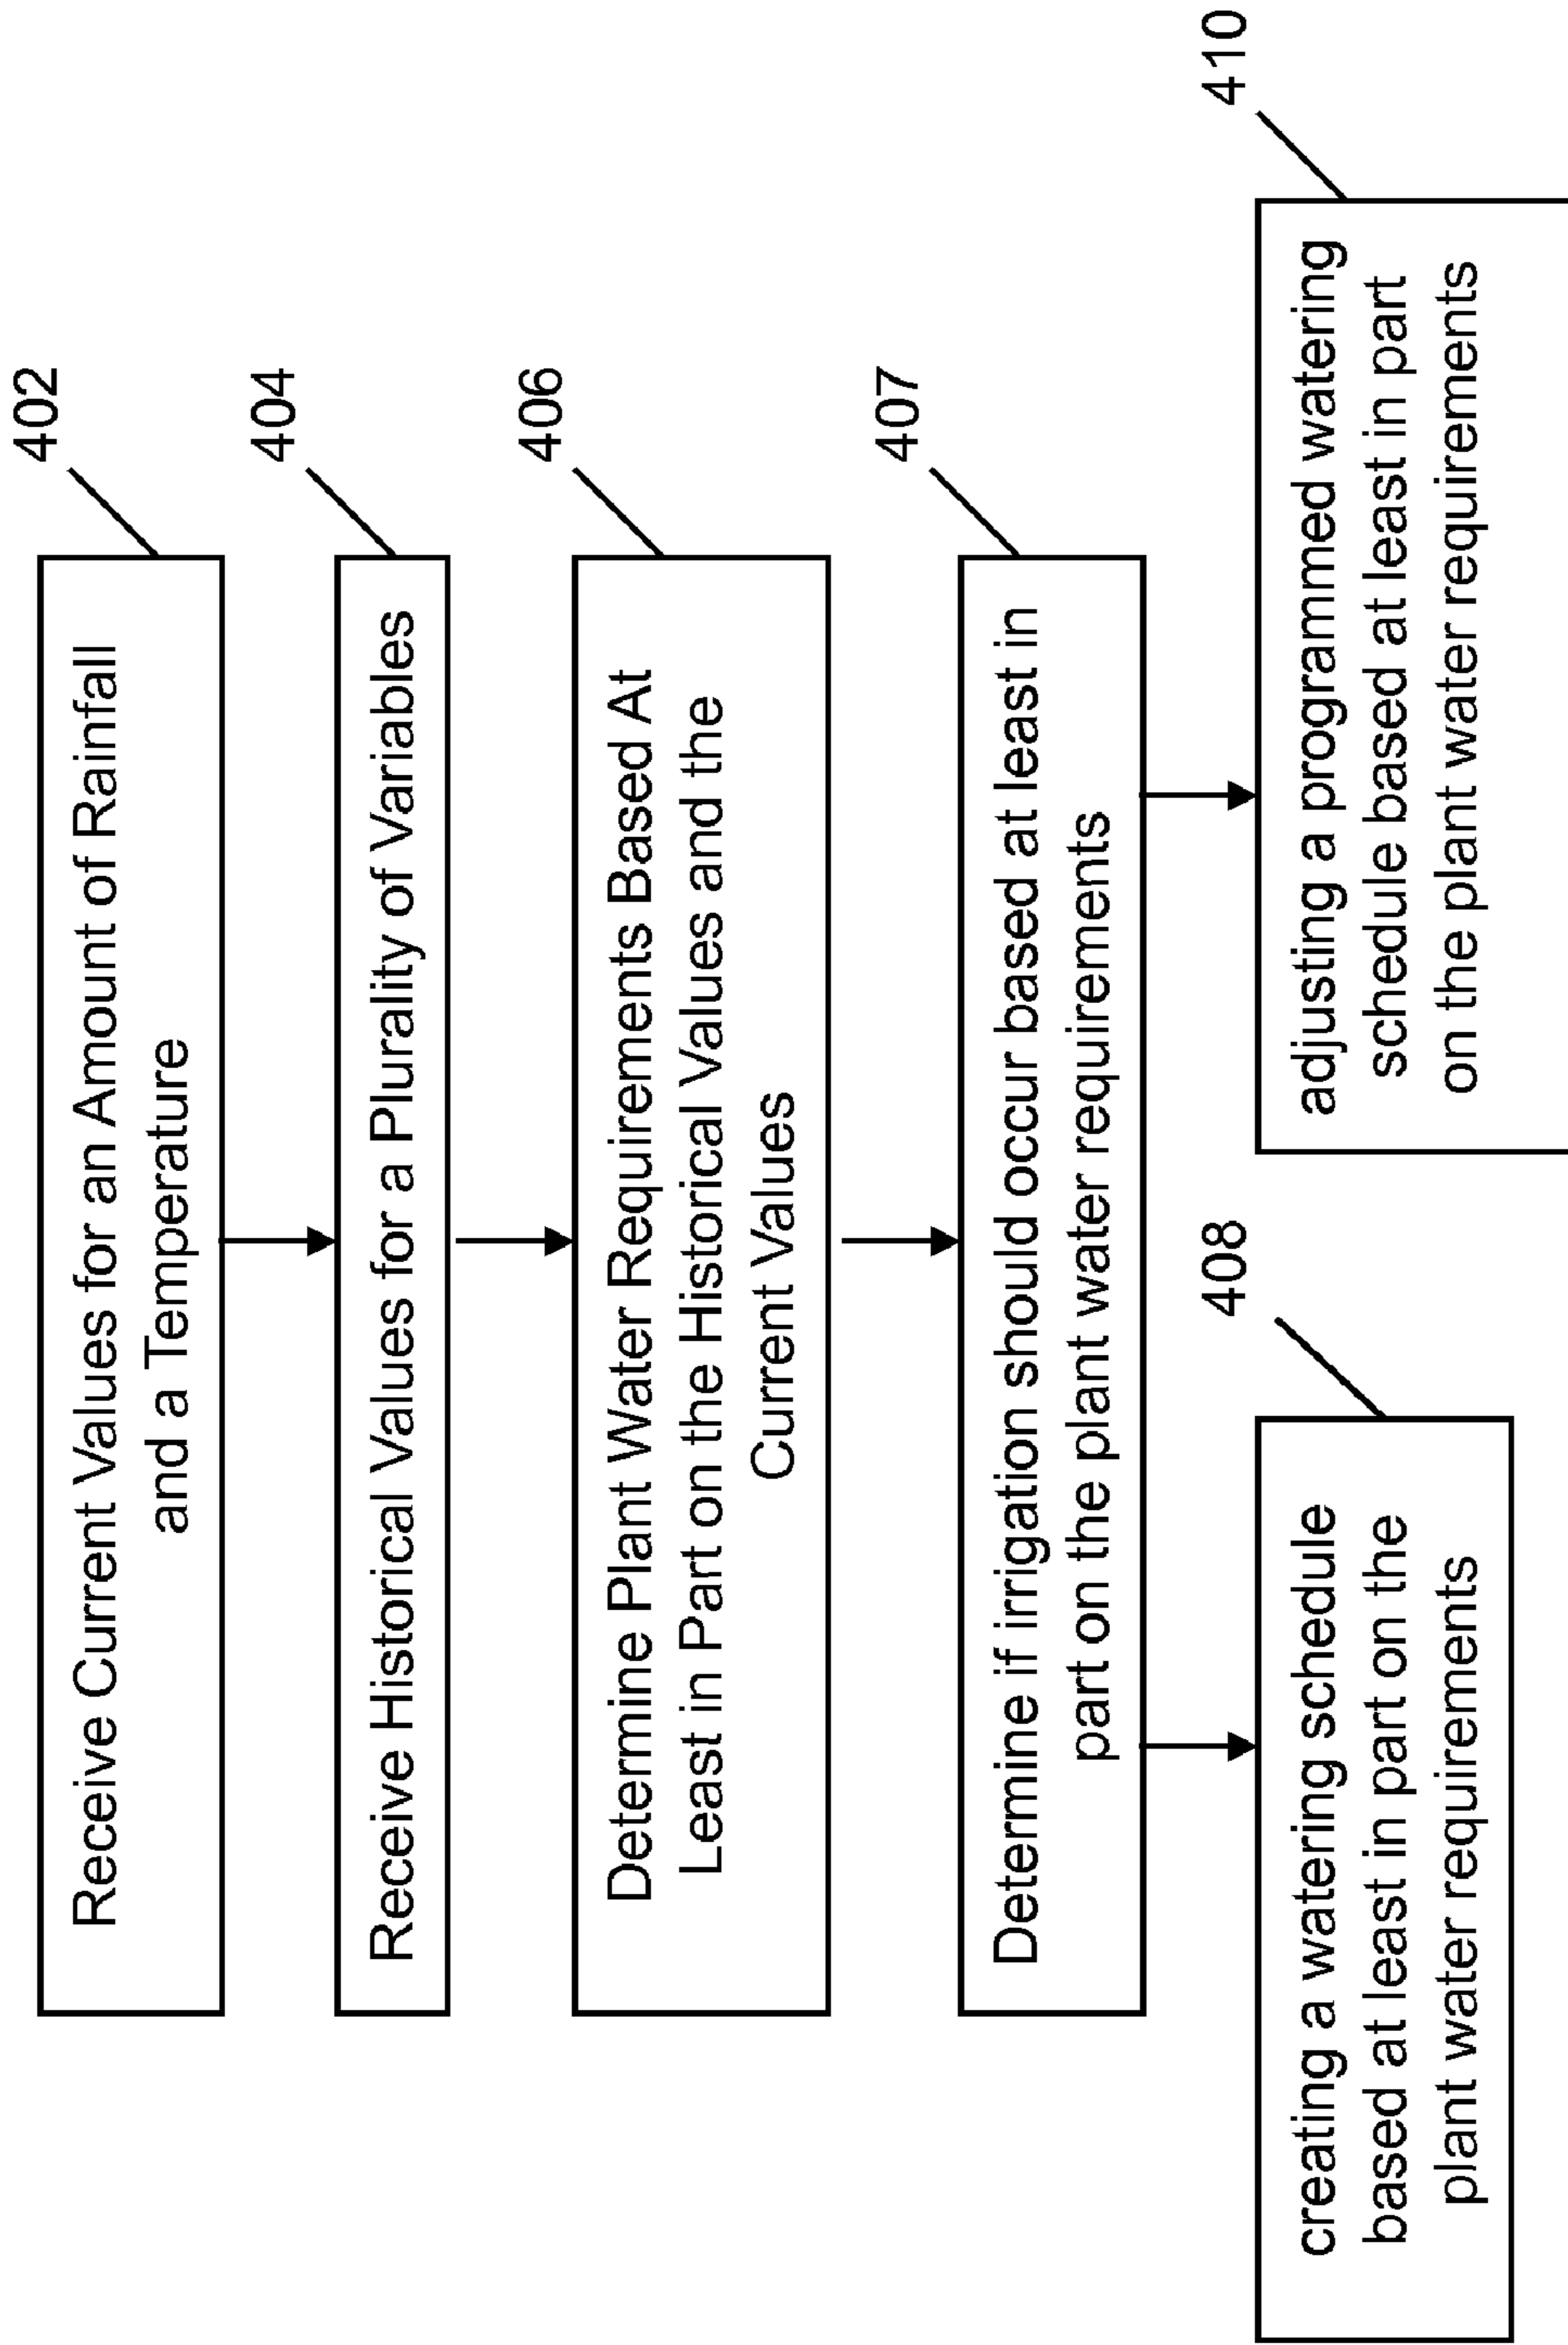 402
Receive Current Values for an Amount of Rainfall
and a Temperature
404
Receive Historical Values for a Plurality of Variables
406
Determine Plant Water Requirements Based At
Least in Part on the Historical Values and the
Current Values
407
Determine if irrigation should occur based at least in
part on the plant water requirements
408
creating a watering schedule
based at least in part on the
plant water requirements
410
adjusting a programmed watering
schedule based at least in part
on the plant water requirements